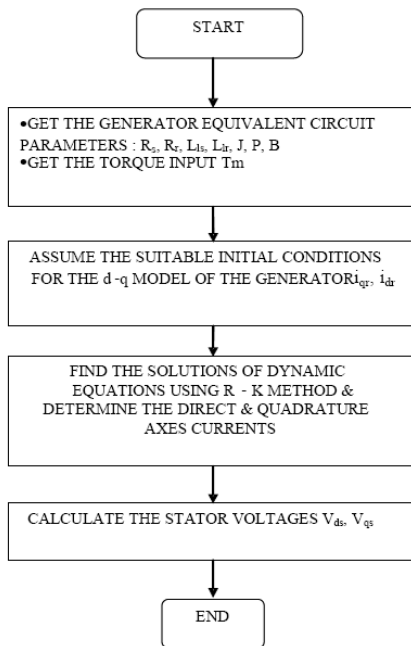 START
•GET THE GENERATOR EQUIVALENT CIRCUIT
PARAMETERS : Rs, Rr, Lls, Llr, J, P, B
•GET THE TORQUE INPUT Tm
ASSUME THE SUITABLE INITIAL CONDITIONS
FOR THE d -q MODEL OF THE GENERATOR iqr, idr
FIND THE SOLUTIONS OF DYNAMIC
EQUATIONS USING R - K METHOD &
DETERMINE THE DIRECT & QUADRATURE
AXES CURRENTS
CALCULATE THE STATOR VOLTAGES Vds, Vqs
END